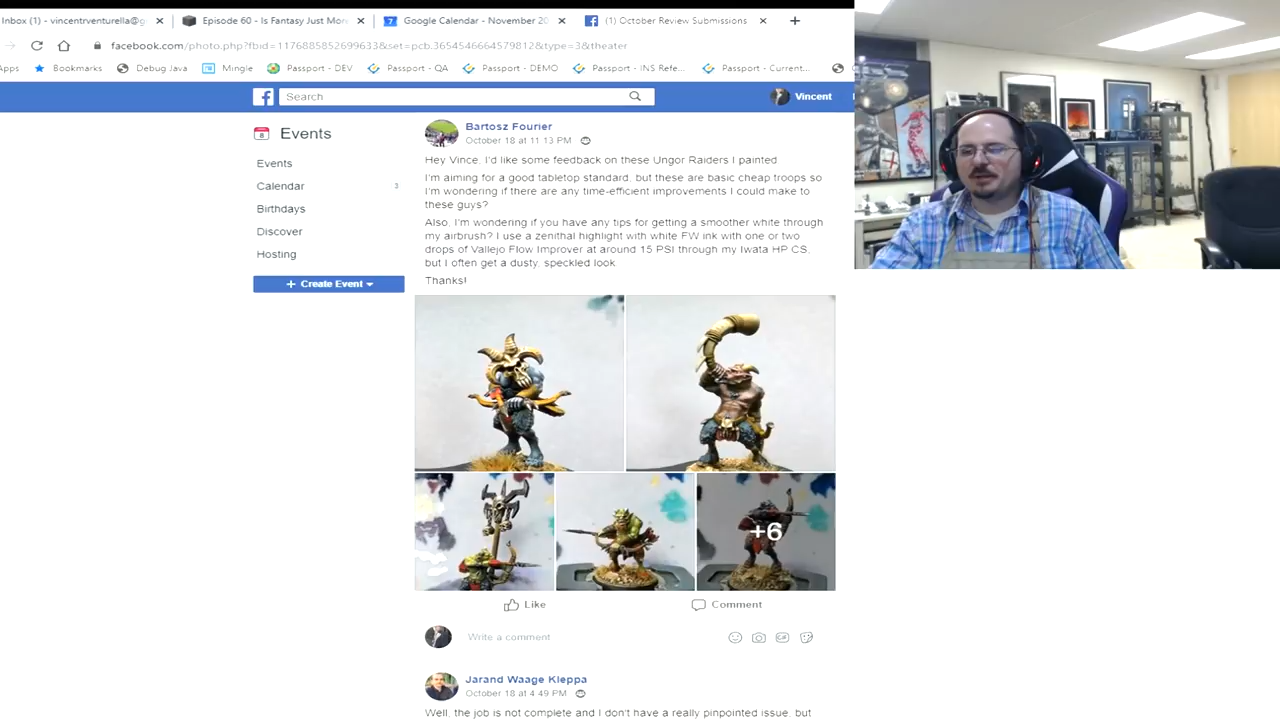 Inbox (1) - vincentrventurella@g
Episode 60 - Is Fantasy Just Mor
Google Calendar - November 20
(1) October Review Submissions
facebook.com/photo.php?fbid=1176885852699633&set=pcb.3654546664579812&type=3&theater
Apps
Bookmarks
Debug Java
Mingle
Passport - DEV
Passport - QA
Passport - DEMO
Passport - INS Refe...
Passport - Current...
Search
Vincent
8
Events
Events
Calendar 3
Birthdays
Discover
Hosting
+ Create Event
Bartosz Fourier
October 18 at 11:13 PM
Hey Vince, I'd like some feedback on these Ungor Raiders I painted
I'm aiming for a good tabletop standard, but these are basic cheap troops so
I'm wondering if there are any time-efficient improvements I could make to
these guys?
Also, I'm wondering if you have any tips for getting a smoother white through
my airbrush? I use a zenithal highlight with white FW ink with one or two
drops of Vallejo Flow Improver at around 15 PSI through my Iwata HP CS,
but I often get a dusty, speckled look
Thanks!
+6
Like
Comment
Write a comment
Jarand Waage Kleppa
October 18 at 4:49 PM
Well, the job is not complete and I don't have a really pinpointed issue, but